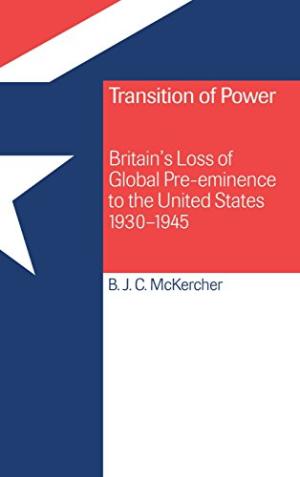 Transition of Power
Britain's Loss of
Global Pre-eminence
to the United States
1930–1945
B. J. C. McKercher